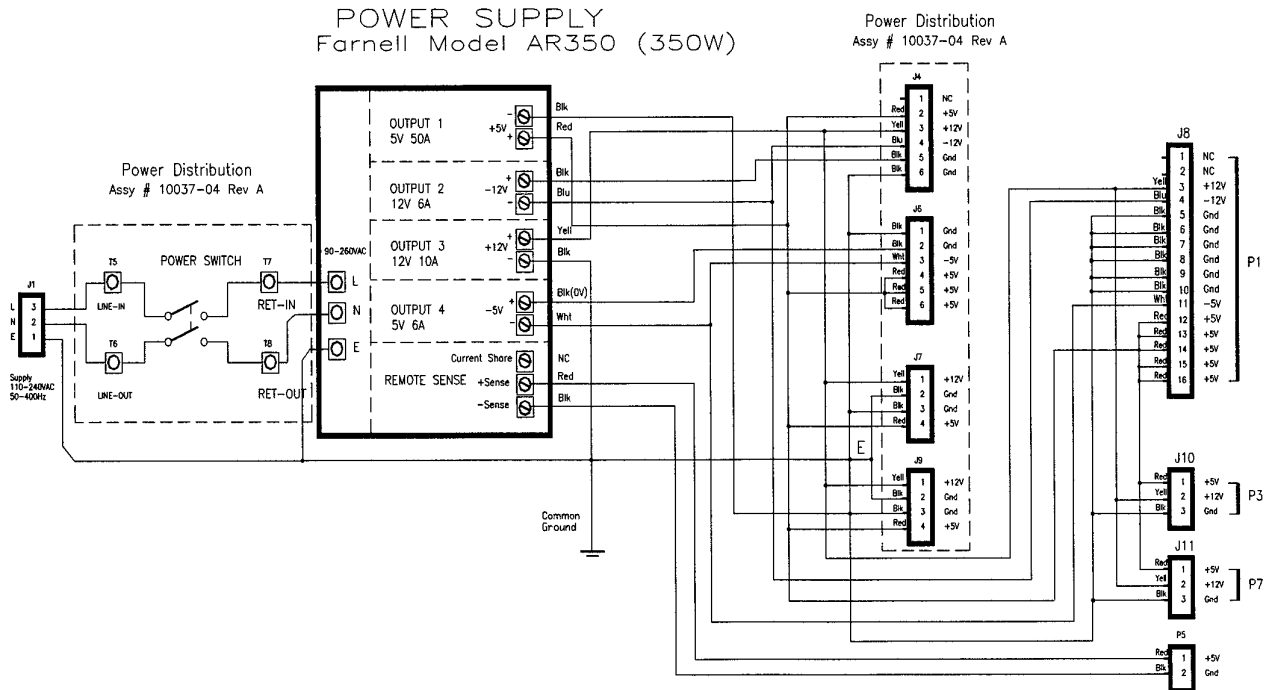 POWER SUPPLY
Farnell Model AR350 (350W)
Power Distribution
Assy # 10037-04 Rev A
Power Distribution
Assy # 10037-04 Rev A
J1
L 3
N 2
E 1
Supply
110-240VAC
50-400Hz
T5
POWER SWITCH
T7
LINE-IN
RET-IN
T6
T8
LINE-OUT
RET-OUT
90-260VAC
L
N
E
OUTPUT 1
5V 50A
+5V
-
+
Blk
Red
OUTPUT 2
12V 6A
-12V
+
-
Blk
Blu
OUTPUT 3
12V 10A
+12V
+
-
Yell
Blk
OUTPUT 4
5V 6A
-5V
+
-
Blk(0V)
Wht
REMOTE SENSE
Current Shore NC
+Sense Red
-Sense Blk
Common
Ground
E
J4
1 NC
Red 2 +5V
Yell 3 +12V
Blu 4 -12V
Blk 5 Gnd
Blk 6 Gnd
J6
Blk 1 Gnd
Blk 2 Gnd
Wht 3 -5V
Red 4 +5V
Red 5 +5V
Red 6 +5V
J7
Yell 1 +12V
Blk 2 Gnd
Blk 3 Gnd
Red 4 +5V
J9
Yell 1 +12V
Blk 2 Gnd
Blk 3 Gnd
Red 4 +5V
J8
1 NC
2 NC
Yell 3 +12V
Blu 4 -12V
Blk 5 Gnd
Blk 6 Gnd
Blk 7 Gnd
Blk 8 Gnd
Blk 9 Gnd
Blk 10 Gnd
Wht 11 -5V
Red 12 +5V
Red 13 +5V
Red 14 +5V
Red 15 +5V
Red 16 +5V
P1
J10
Red 1 +5V
Yell 2 +12V
Blk 3 Gnd
P3
J11
Red 1 +5V
Yell 2 +12V
Blk 3 Gnd
P7
P5
Red 1 +5V
Blk 2 Gnd